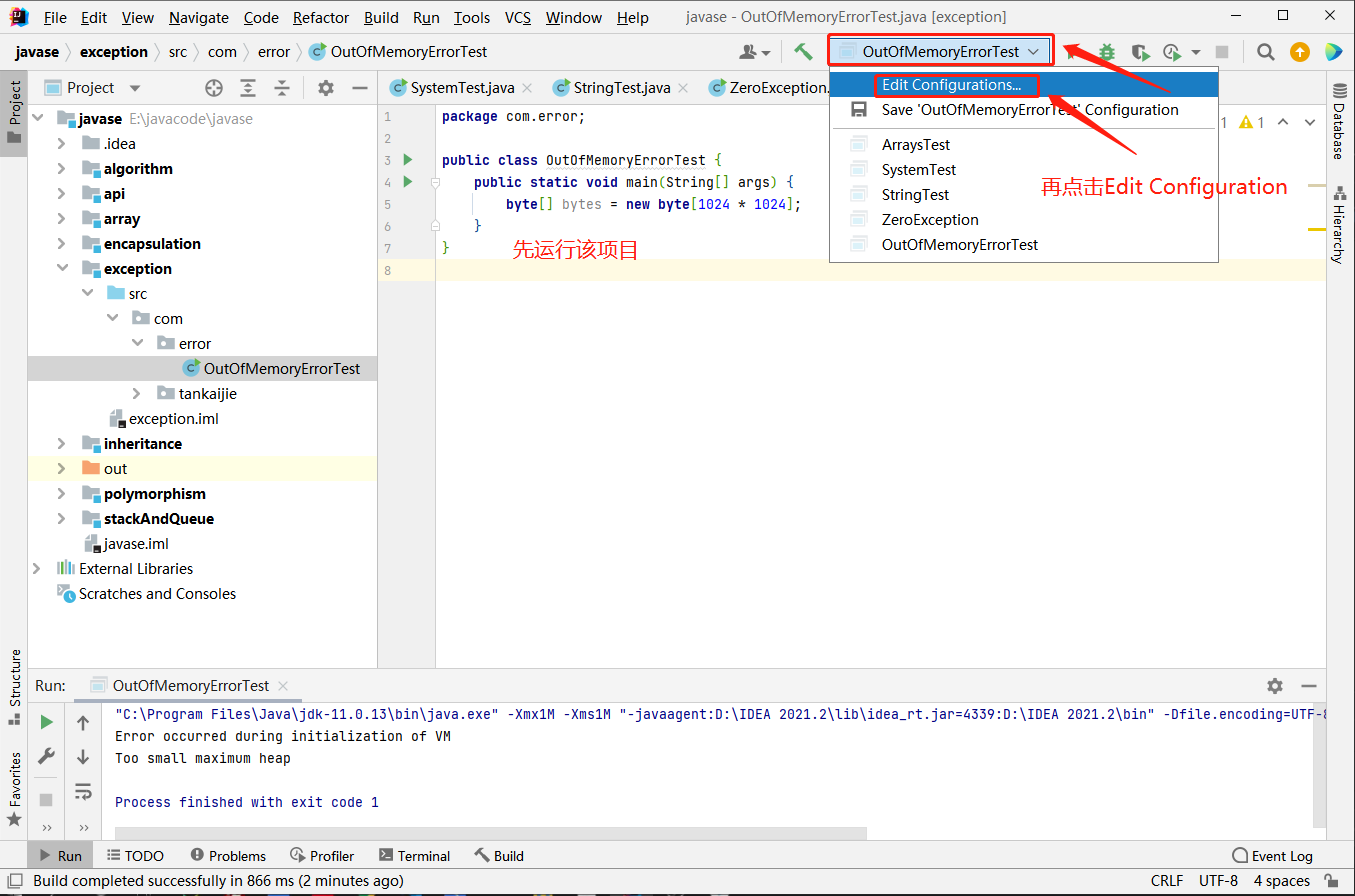 File Edit View Navigate Code Refactor Build Run Tools VCS Window Help javase - OutOfMemoryErrorTest.java [exception]
javase exception src com error OutOfMemoryErrorTest
OutOfMemoryErrorTest
Project
SystemTest.java
StringTest.java
ZeroException.
Edit Configurations...
Save 'OutOfMemoryErrorTest' Configuration
ArraysTest
SystemTest
StringTest
ZeroException
OutOfMemoryErrorTest
再点击Edit Configuration
1 1
Project
Structure
Favorites
Database
Hierarchy
javase E:\javacode\javase
.idea
algorithm
api
array
encapsulation
exception
src
com
error
OutOfMemoryErrorTest
tankaijie
exception.iml
inheritance
out
polymorphism
stackAndQueue
javase.iml
External Libraries
Scratches and Consoles
1 package com.error;
2
3 public class OutOfMemoryErrorTest {
4 public static void main(String[] args) {
5 byte[] bytes = new byte[1024 * 1024];
6 }
7 }
8
先运行该项目
Run: OutOfMemoryErrorTest
"C:\Program Files\Java\jdk-11.0.13\bin\java.exe" -Xmx1M -Xms1M "-javaagent:D:\IDEA 2021.2\lib\idea_rt.jar=4339:D:\IDEA 2021.2\bin" -Dfile.encoding=UTF-8
Error occurred during initialization of VM
Too small maximum heap
Process finished with exit code 1
Run TODO Problems Profiler Terminal Build Event Log
Build completed successfully in 866 ms (2 minutes ago) CRLF UTF-8 4 spaces